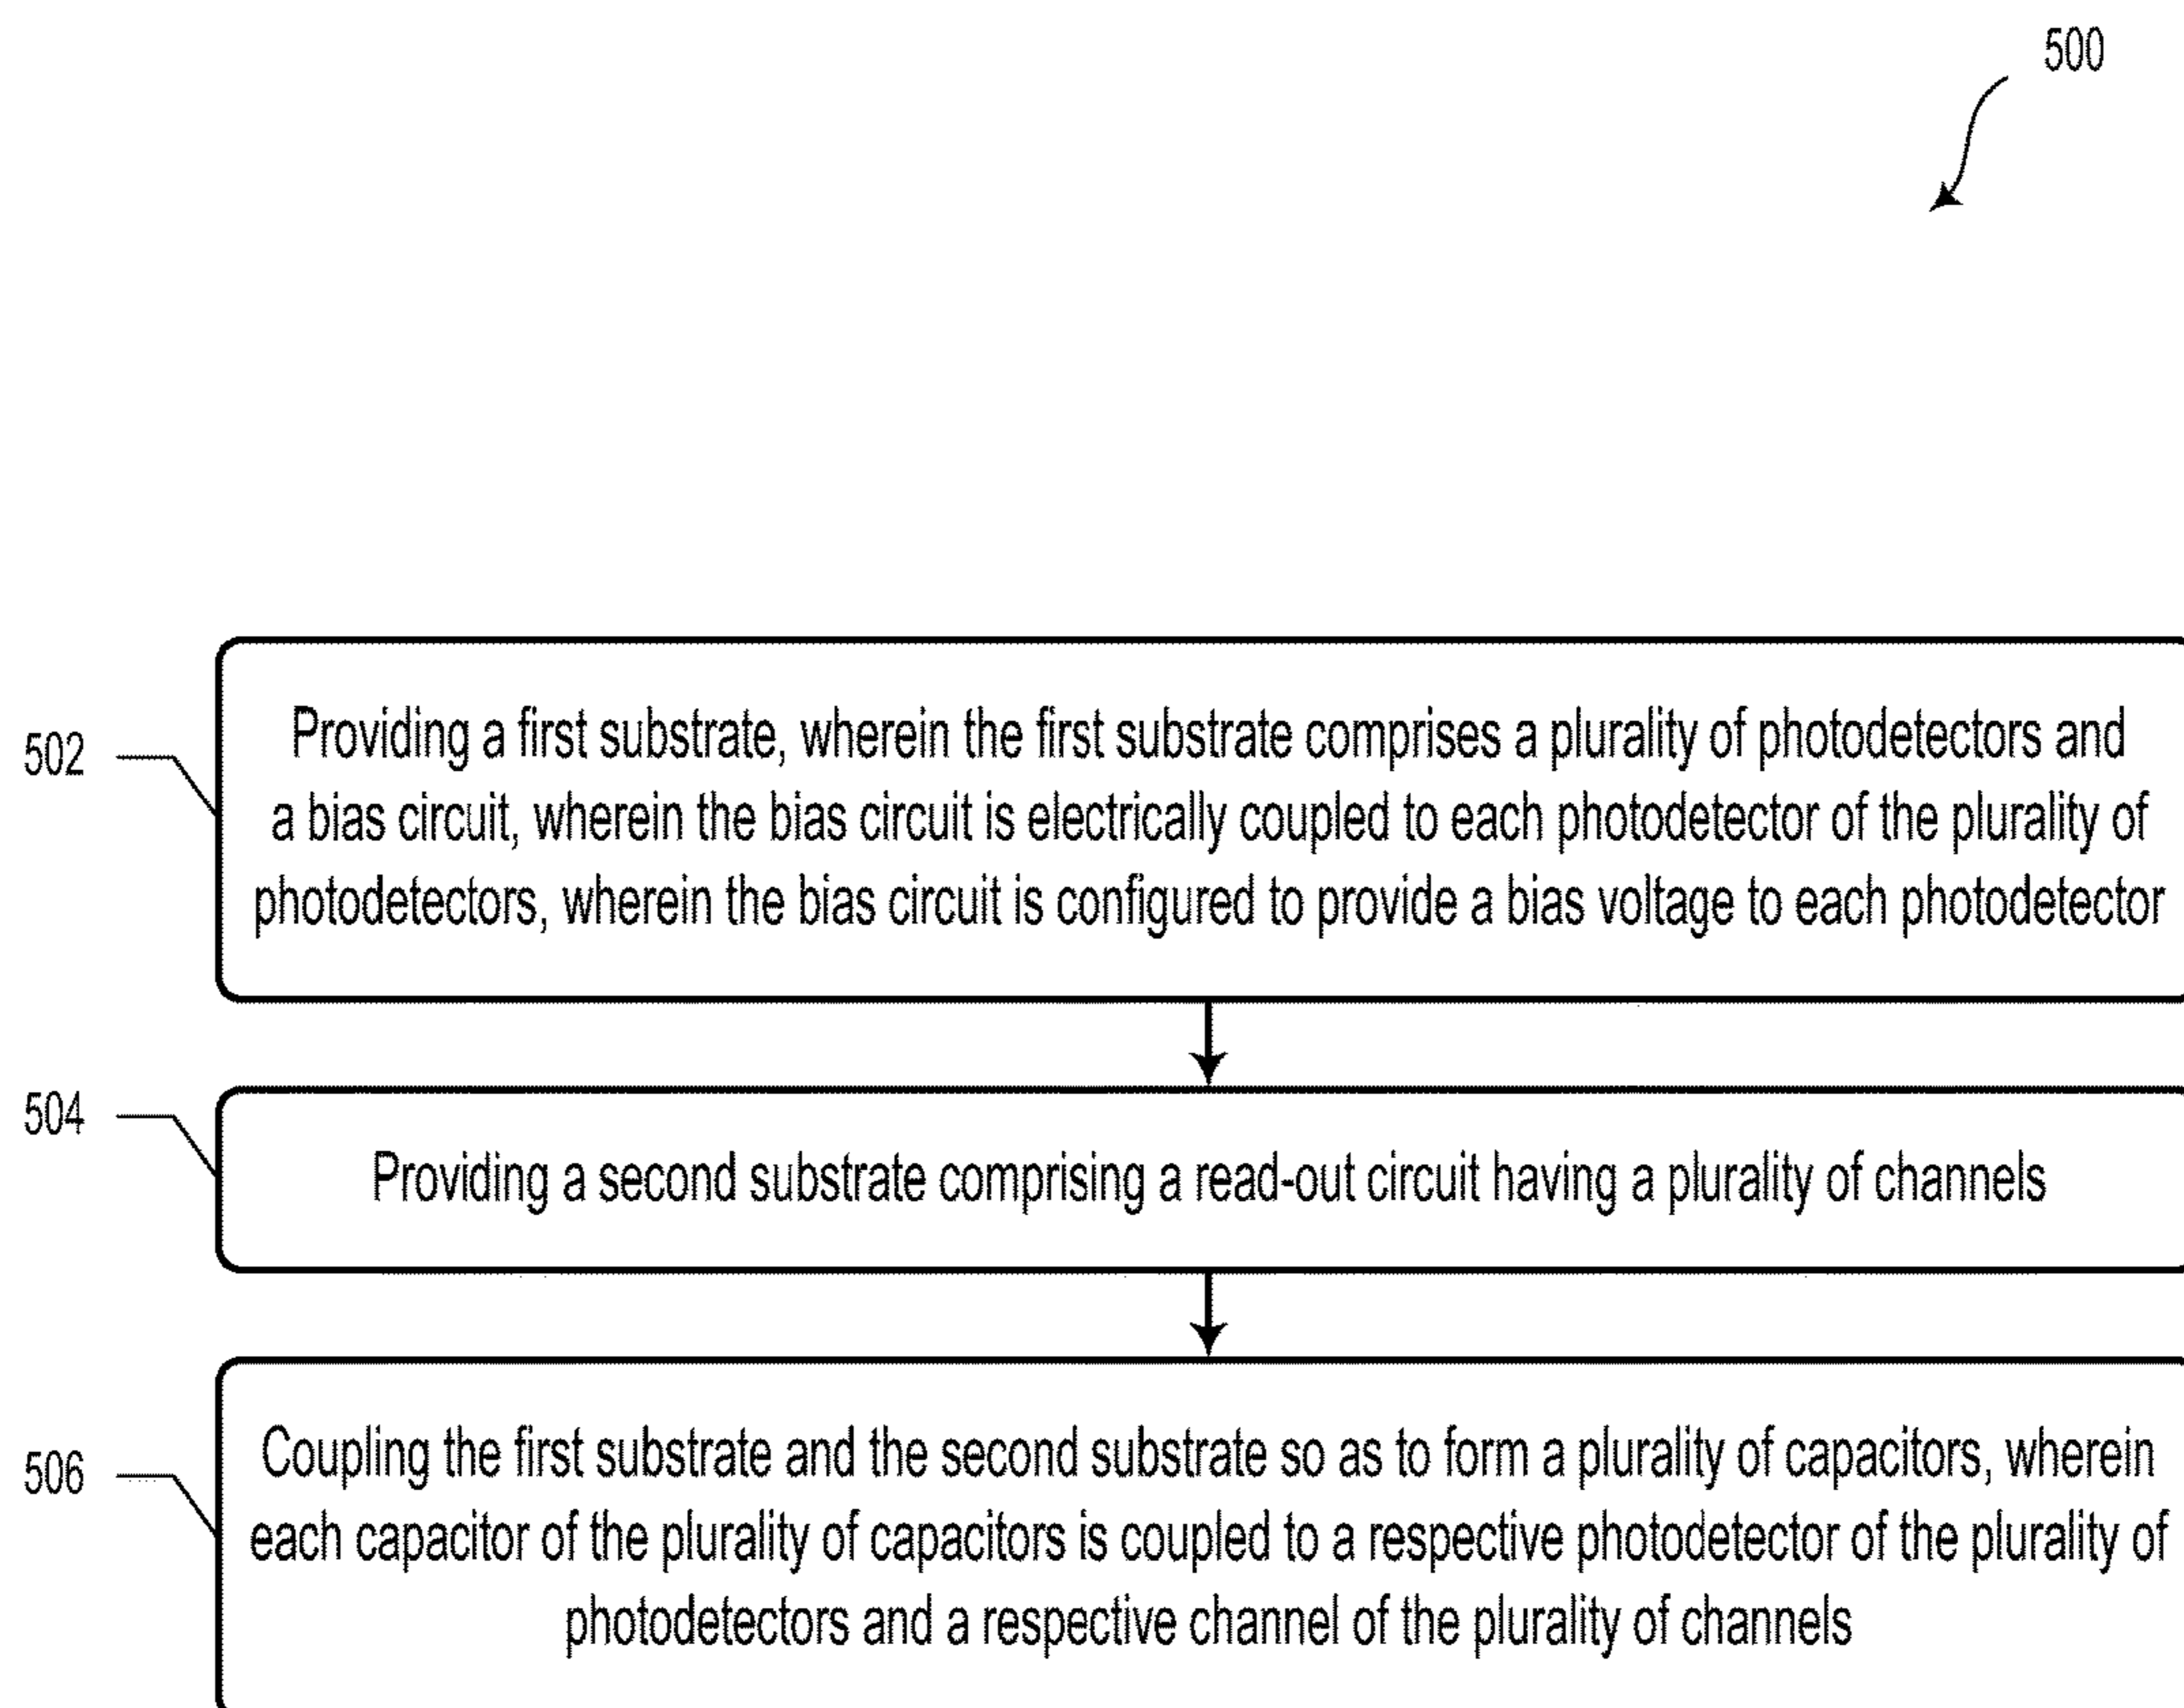 500
502
Providing a first substrate, wherein the first substrate comprises a plurality of photodetectors and
a bias circuit, wherein the bias circuit is electrically coupled to each photodetector of the plurality of
photodetectors, wherein the bias circuit is configured to provide a bias voltage to each photodetector
504
Providing a second substrate comprising a read-out circuit having a plurality of channels
506
Coupling the first substrate and the second substrate so as to form a plurality of capacitors, wherein
each capacitor of the plurality of capacitors is coupled to a respective photodetector of the plurality of
photodetectors and a respective channel of the plurality of channels